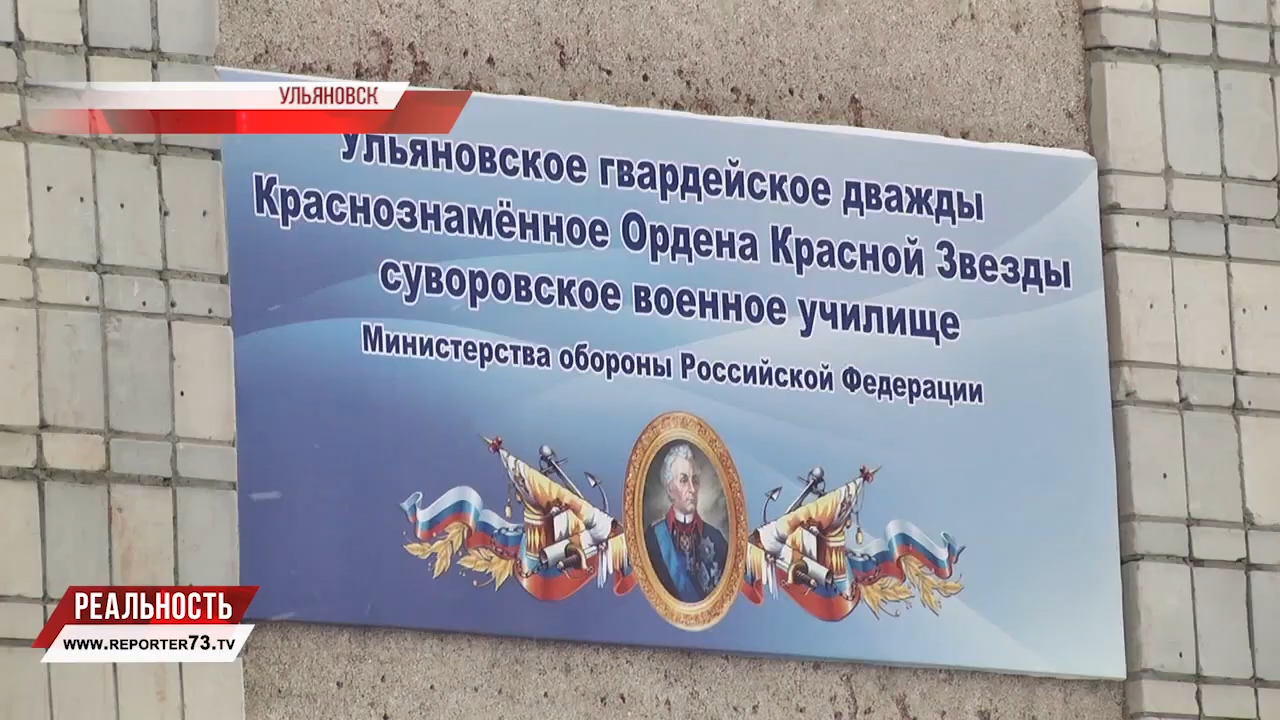 УЛЬЯНОВСК
Ульяновское гвардейское дважды
Краснознамённое Ордена Красной Звезды
суворовское военное училище
Министерства обороны Российской Федерации
РЕАЛЬНОСТЬ
WWW.REPORTER73.TV